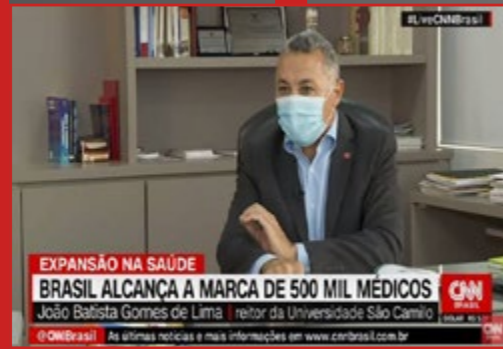 #LiveCNNBrasil
EXPANSÃO NA SAÚDE
BRASIL ALCANÇA A MARCA DE 500 MIL MÉDICOS
João Batista Gomes de Lima | reitor da Universidade São Camilo
CNN
BRASIL
@CNNBrasil As últimas notícias e mais informações em www.cnnbrasil.com.br